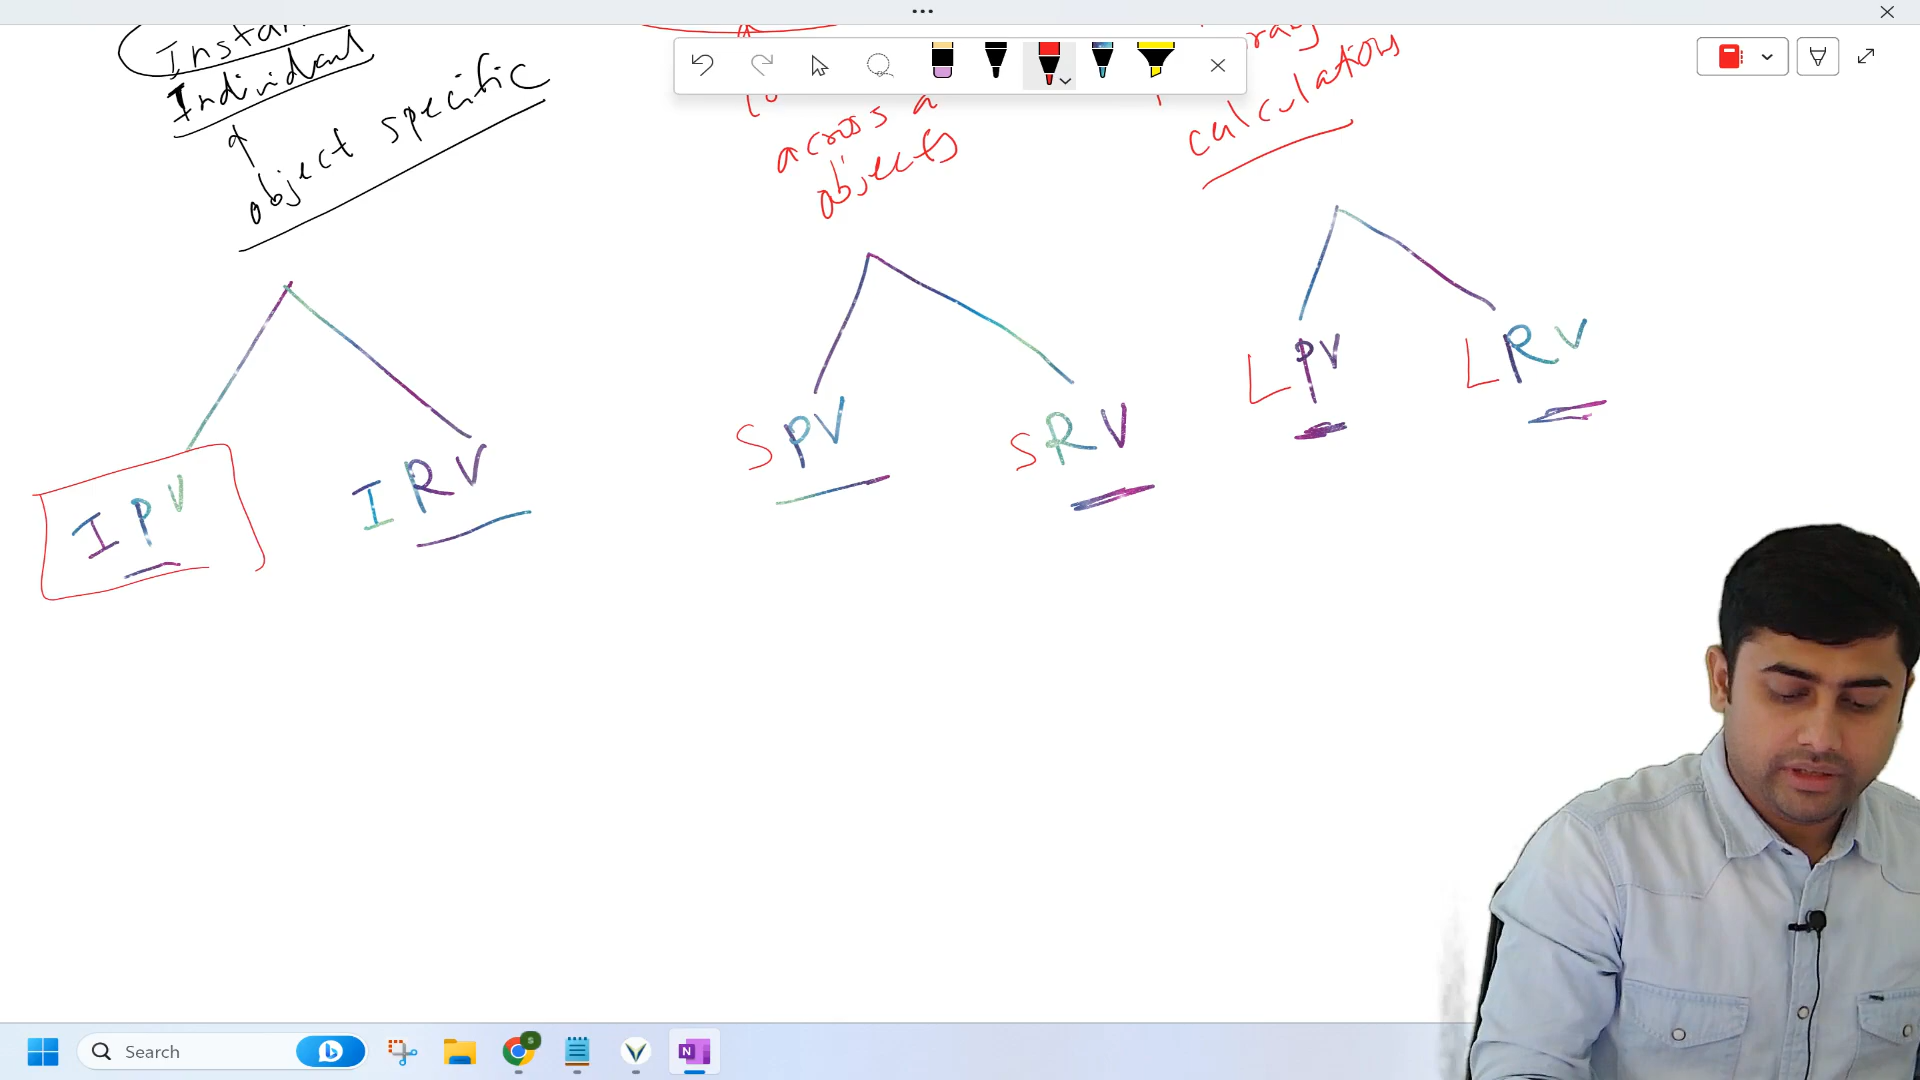 Individual
object specific
across a
objects
calculations
IPV
IRV
SPV
SRV
LPV
LRV
Search